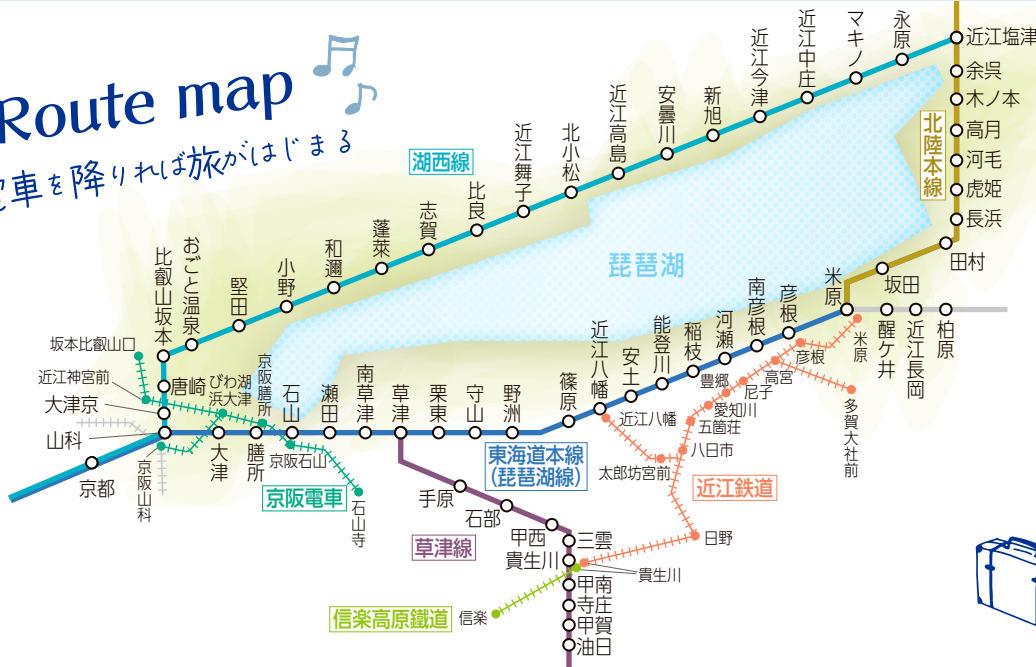 Route map
電車を降りれば旅がはじまる
湖西線
永原
マキノ
近江中庄
近江今津
新旭
安曇川
近江高島
北小松
近江舞子
比良
志賀
蓬莱
和邇
小野
堅田
おごと温泉
比叡山坂本
唐崎
大津京
山科
京都
近江塩津
余呉
木ノ本
高月
河毛
虎姫
長浜
田村
坂田
米原
北陸本線
琵琶湖
醒ケ井
近江長岡
柏原
彦根
南彦根
河瀬
稲枝
能登川
安土
近江八幡
篠原
野洲
守山
栗東
草津
南草津
瀬田
石山
膳所
大津
東海道本線
(琵琶湖線)
坂本比叡山口
近江神宮前
びわ湖
浜大津
京阪膳所
京阪石山
石山寺
京阪山科
京阪電車
米原
彦根
高宮
多賀大社前
尼子
豊郷
愛知川
五箇荘
八日市
近江八幡
太郎坊宮前
日野
貴生川
近江鉄道
手原
石部
甲西
三雲
貴生川
甲南
寺庄
甲賀
油日
草津線
信楽高原鐵道
信楽